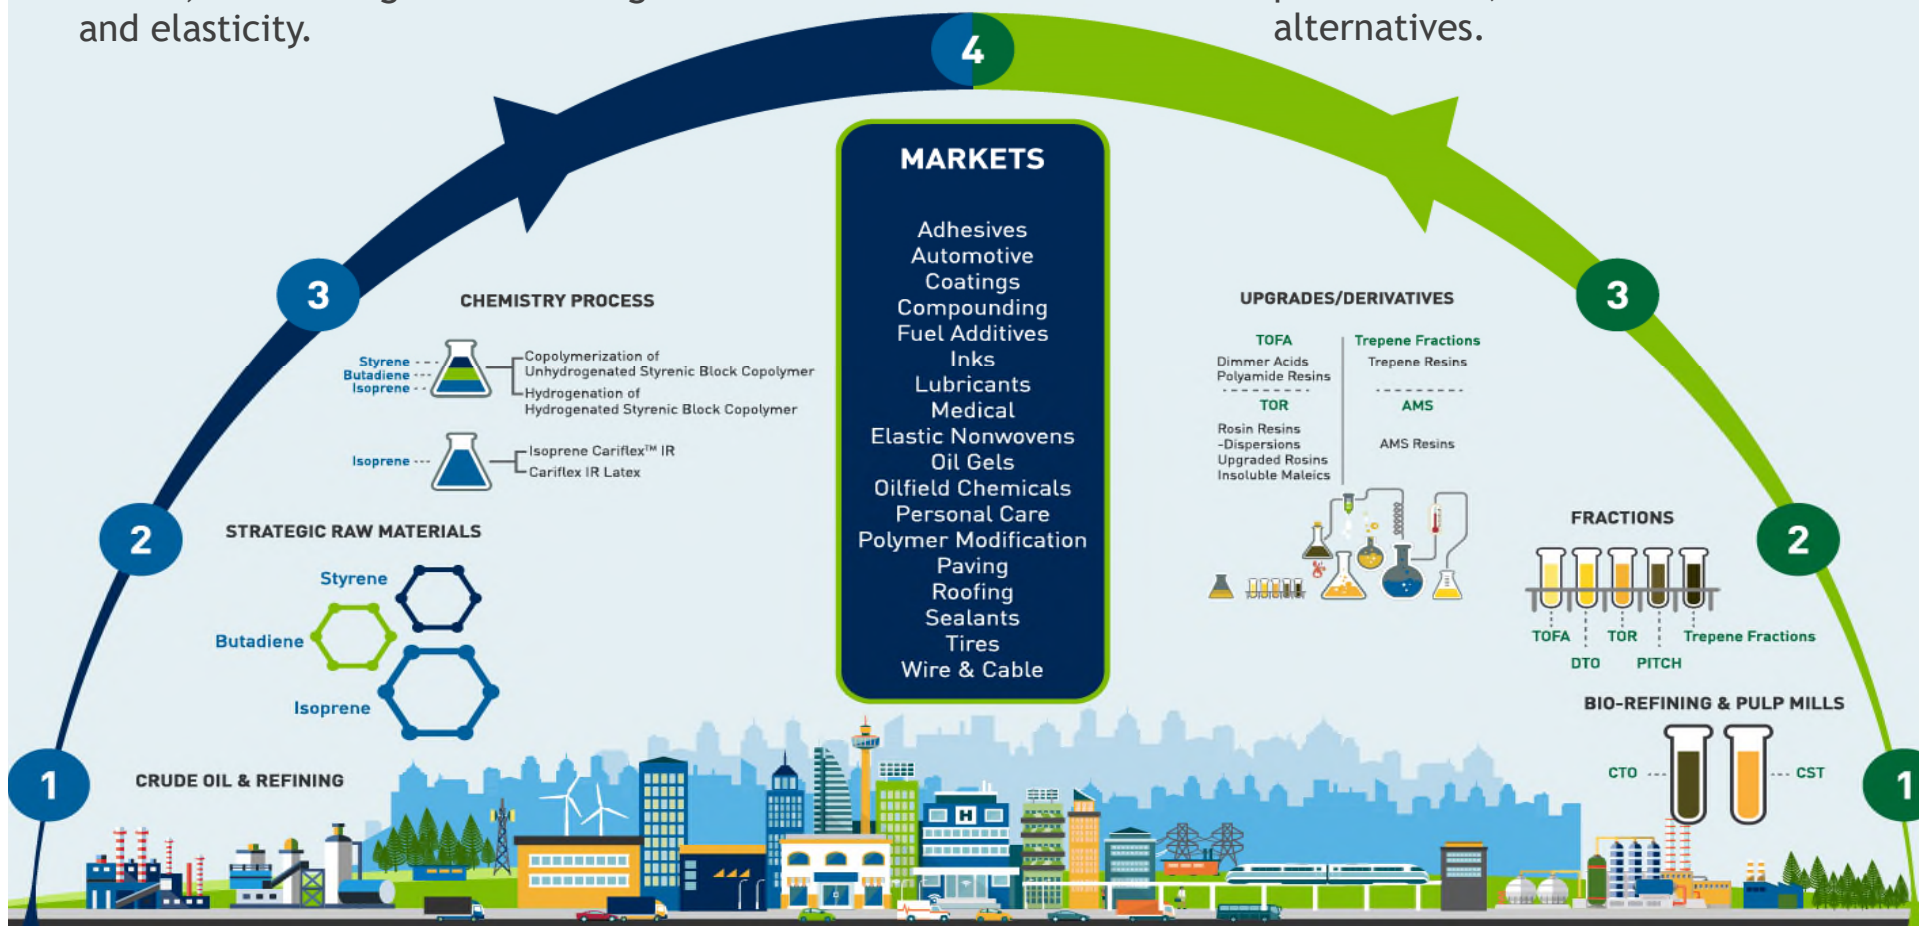 and elasticity.
alternatives.
4
MARKETS
Adhesives
Automotive
Coatings
Compounding
Fuel Additives
Inks
Lubricants
Medical
Elastic Nonwovens
Oil Gels
Oilfield Chemicals
Personal Care
Polymer Modification
Paving
Roofing
Sealants
Tires
Wire & Cable
3
CHEMISTRY PROCESS
Styrene
Butadiene
Isoprene
Copolymerization of
Unhydrogenated Styrenic Block Copolymer
Hydrogenation of
Hydrogenated Styrenic Block Copolymer
Isoprene
Isoprene Cariflex™ IR
Cariflex IR Latex
2
STRATEGIC RAW MATERIALS
Styrene
Butadiene
Isoprene
1
CRUDE OIL & REFINING
3
UPGRADES/DERIVATIVES
TOFA
Dimmer Acids
Polyamide Resins
TOR
Rosin Resins
-Dispersions
Upgraded Rosins
Insoluble Maleics
Trepene Fractions
Trepene Resins
AMS
AMS Resins
2
FRACTIONS
TOFA
TOR
Trepene Fractions
DTO
PITCH
BIO-REFINING & PULP MILLS
CTO
CST
1
H